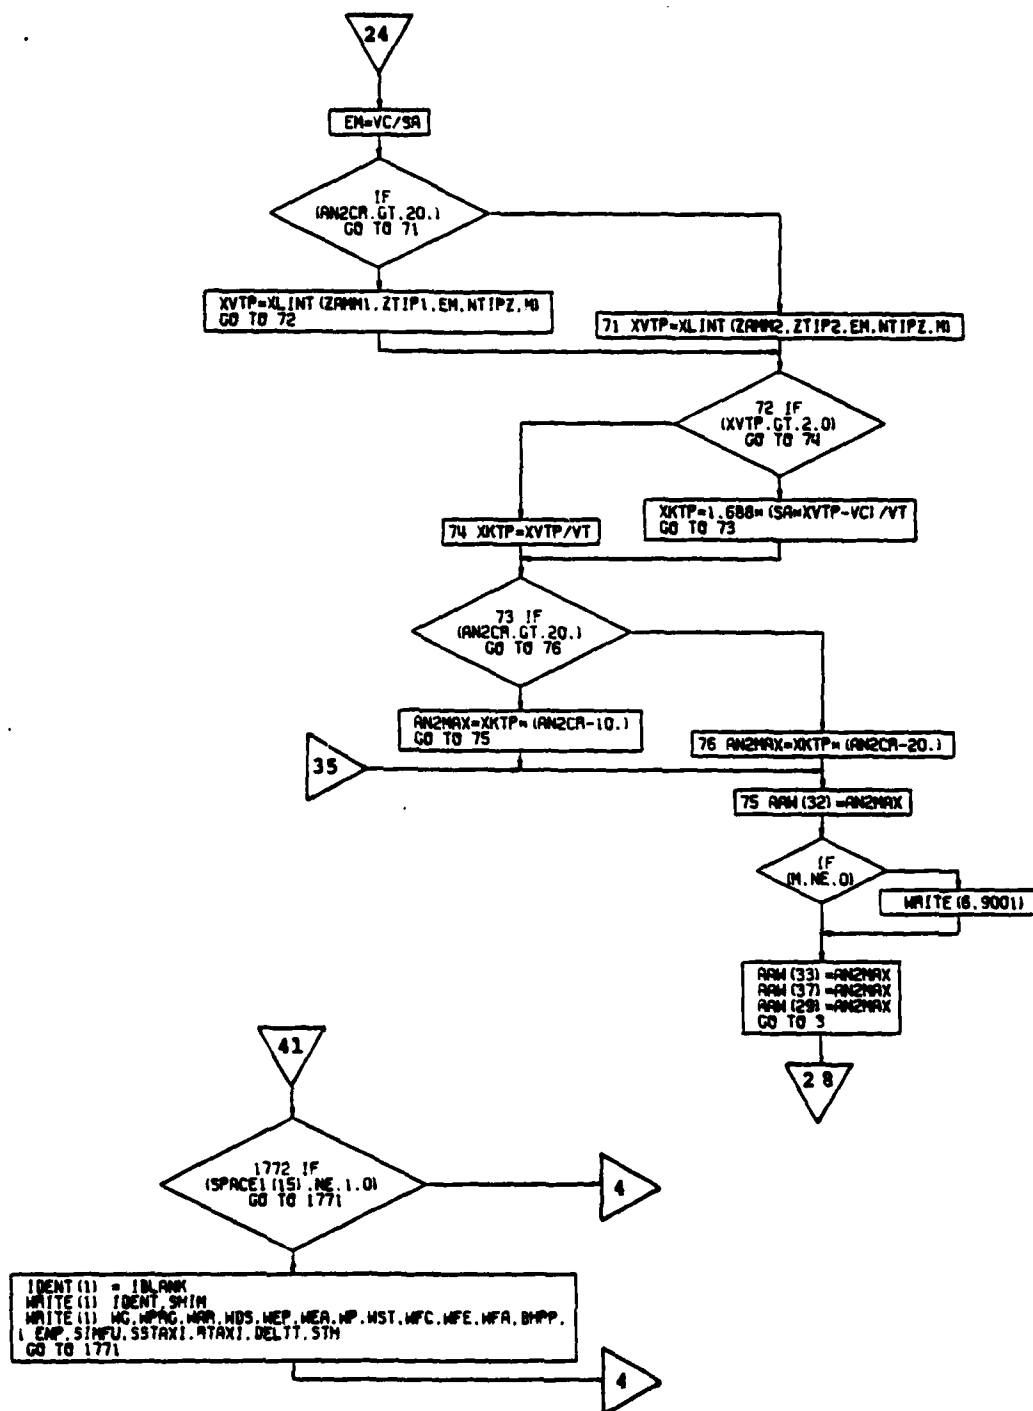 24
EM=VC/SA
IF
(AN2CR.GT.20.)
GO TO 71
XVTP=XLINT(ZAMM1,ZTIP1,EM,NTIPZ,M)
GO TO 72
71 XVTP=XLINT(ZAMM2,ZTIP2,EM,NTIPZ,M)
72 IF
(XVTP.GT.2.0)
GO TO 74
XKTP=1.688*(SA*XVTP-VC)/VT
GO TO 73
74 XKTP=XVTP/VT
73 IF
(AN2CR.GT.20.)
GO TO 76
AN2MAX=XKTP*(AN2CR-10.)
GO TO 75
76 AN2MAX=XKTP*(AN2CR-20.)
35
75 AAW(32)=AN2MAX
IF
(M.NE.0)
WRITE(6,9001)
AAW(33)=AN2MAX
AAW(37)=AN2MAX
AAW(29)=AN2MAX
GO TO 3
28
41
1772 IF
(SPACE1(15).NE.1.0)
GO TO 1771
4
IDENT(1) = IBLANK
WRITE(1) IDENT,SMIM
WRITE(1) WG,WPRG,WAR,WDS,WEP,WEA,WP,WST,WFC,WFE,WFA,BHPP,
1 ENP,SIMFU,SSTAXI,RTAXI,DELTT,STM
GO TO 1771
4